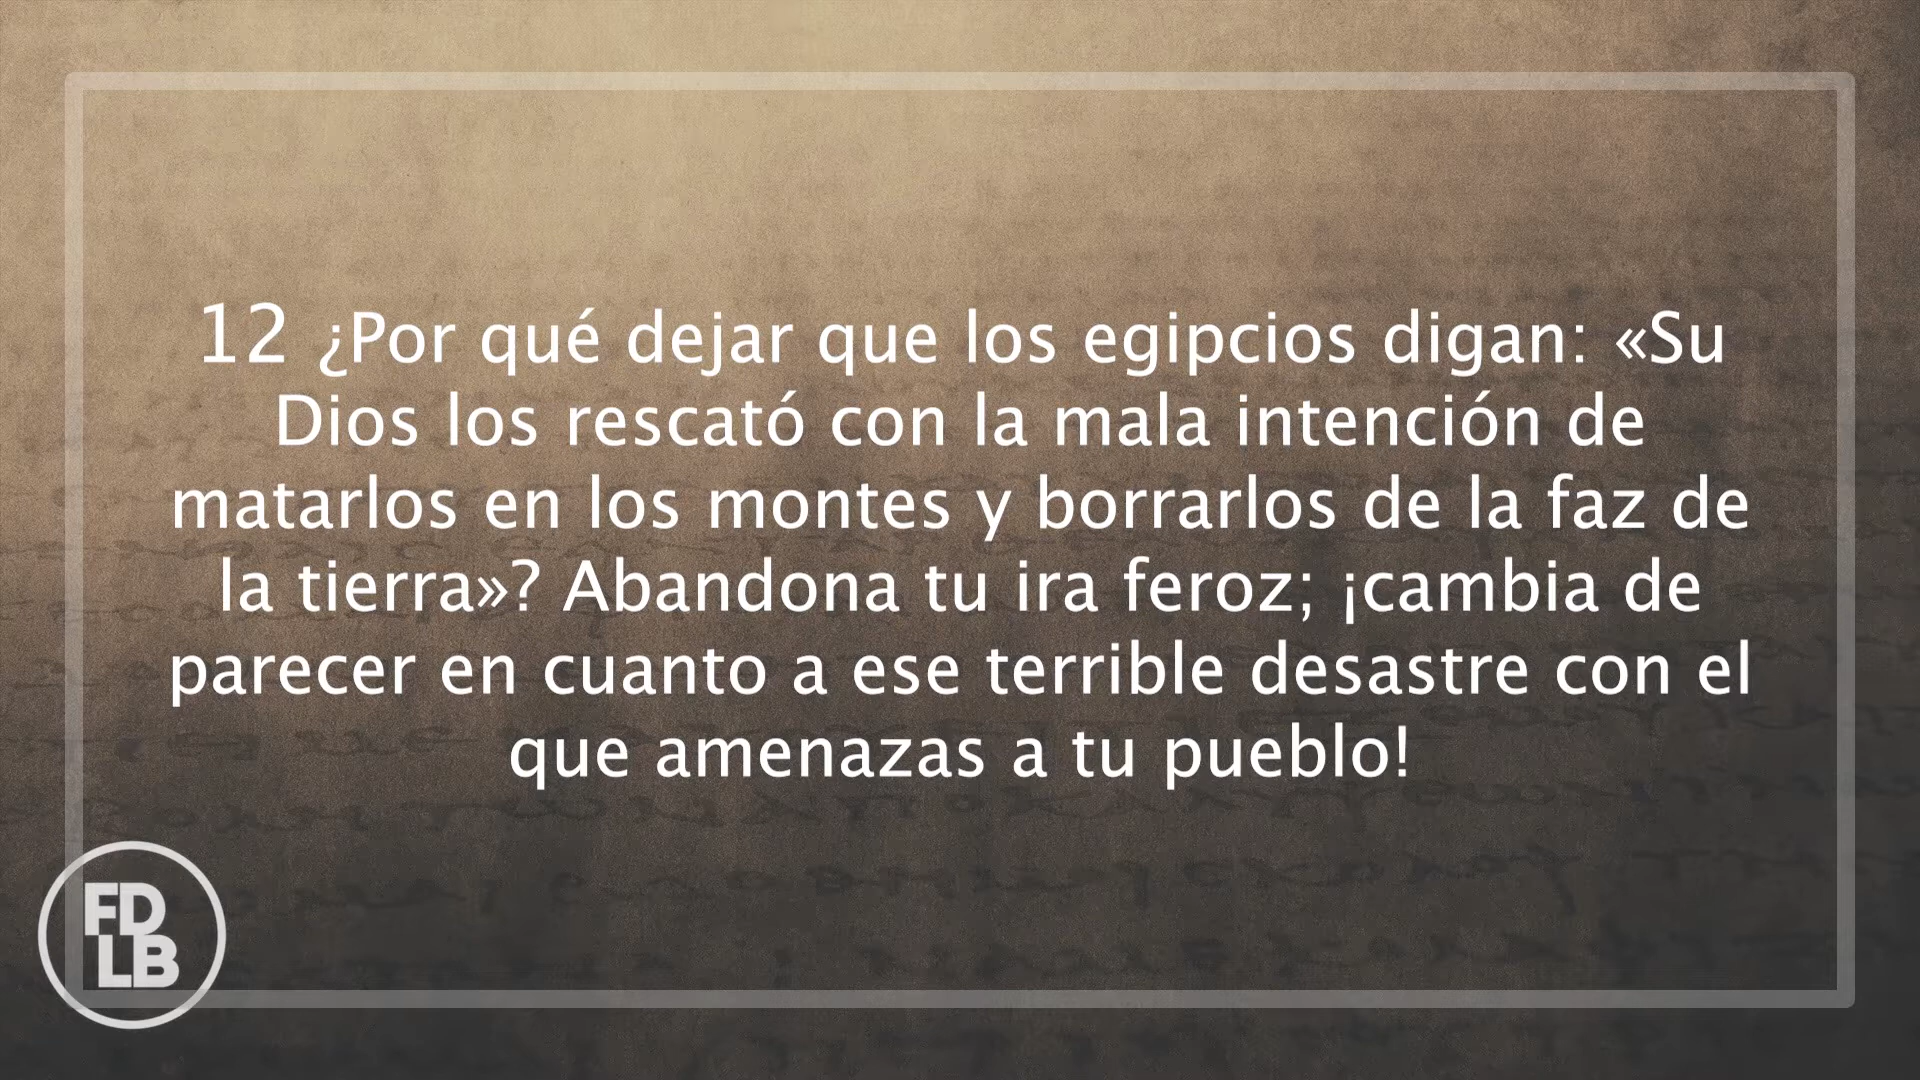 12 ¿Por qué dejar que los egipcios digan: «Su
Dios los rescató con la mala intención de
matarlos en los montes y borrarlos de la faz de
la tierra»? Abandona tu ira feroz; ¡cambia de
parecer en cuanto a ese terrible desastre con el
que amenazas a tu pueblo!
FD
LB